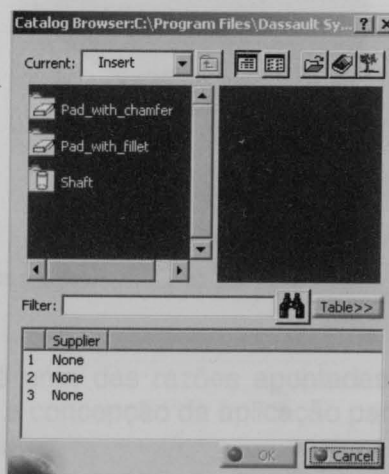 Catalog Browser:C:\Program Files\Dassault Sy...
Current: Insert
Pad_with_chamfer
Pad_with_fillet
Shaft
Filter: Table>>
Supplier
1 None
2 None
3 None
OK Cancel